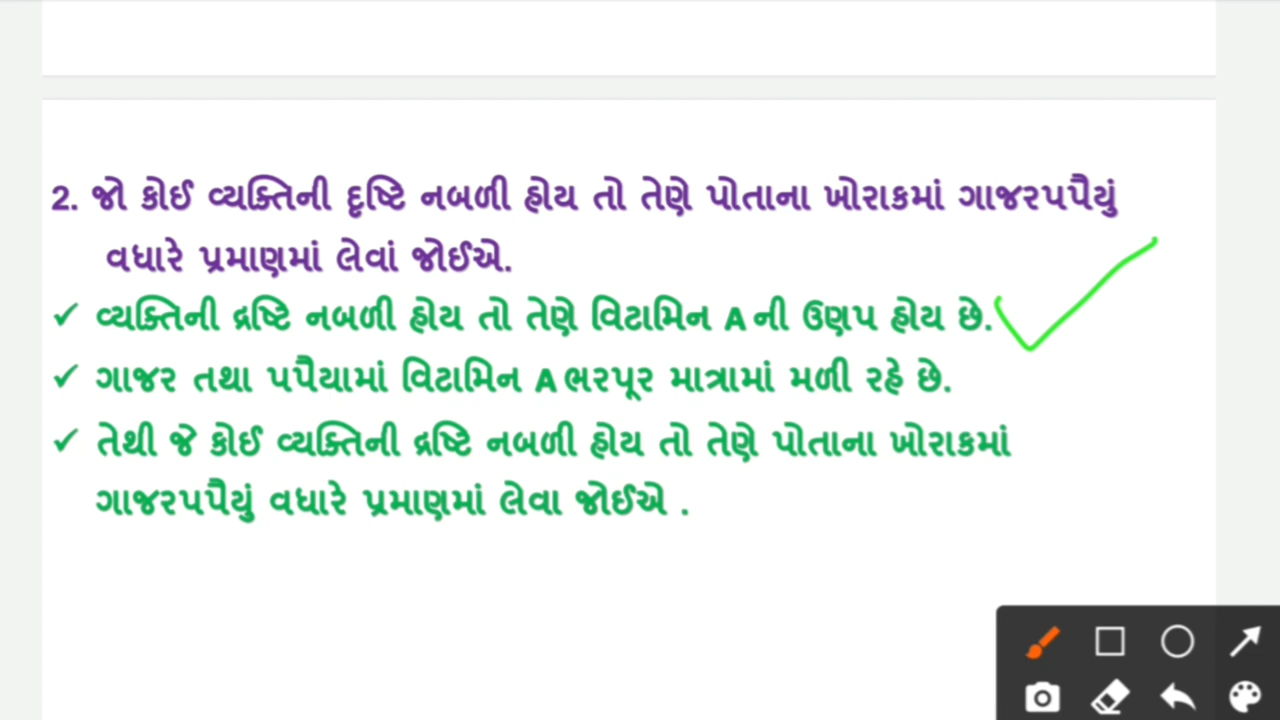 2. જો કોઈ વ્યક્તિની દૃષ્ટિ નબળી હોય તો તેણે પોતાના ખોરાકમાં ગાજરપપૈયું
વધારે પ્રમાણમાં લેવાં જોઈએ.
✓ વ્યક્તિની દ્રષ્ટિ નબળી હોય તો તેણે વિટામિન A ની ઉણપ હોય છે.
✓ ગાજર તથા પપૈયામાં વિટામિન A ભરપૂર માત્રામાં મળી રહે છે.
✓ તેથી જે કોઈ વ્યક્તિની દ્રષ્ટિ નબળી હોય તો તેણે પોતાના ખોરાકમાં
ગાજરપપૈયું વધારે પ્રમાણમાં લેવા જોઈએ .